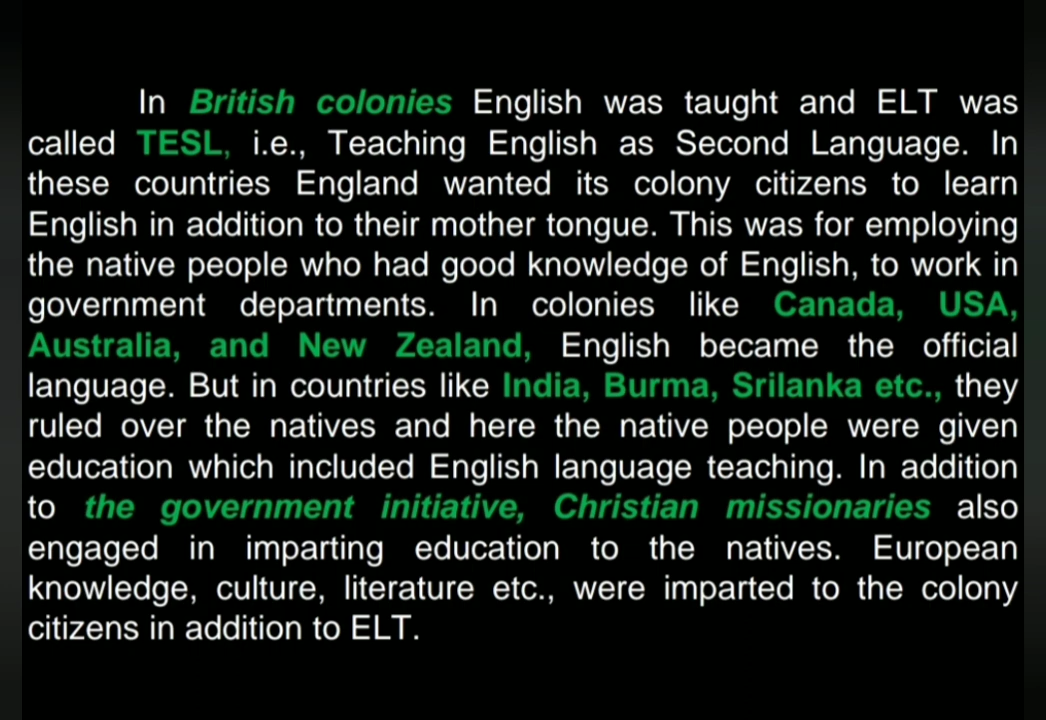 In British colonies English was taught and ELT was
called TESL, i.e., Teaching English as Second Language. In
these countries England wanted its colony citizens to learn
English in addition to their mother tongue. This was for employing
the native people who had good knowledge of English, to work in
government departments. In colonies like Canada, USA,
Australia, and New Zealand, English became the official
language. But in countries like India, Burma, Srilanka etc., they
ruled over the natives and here the native people were given
education which included English language teaching. In addition
to the government initiative, Christian missionaries also
engaged in imparting education to the natives. European
knowledge, culture, literature etc., were imparted to the colony
citizens in addition to ELT.